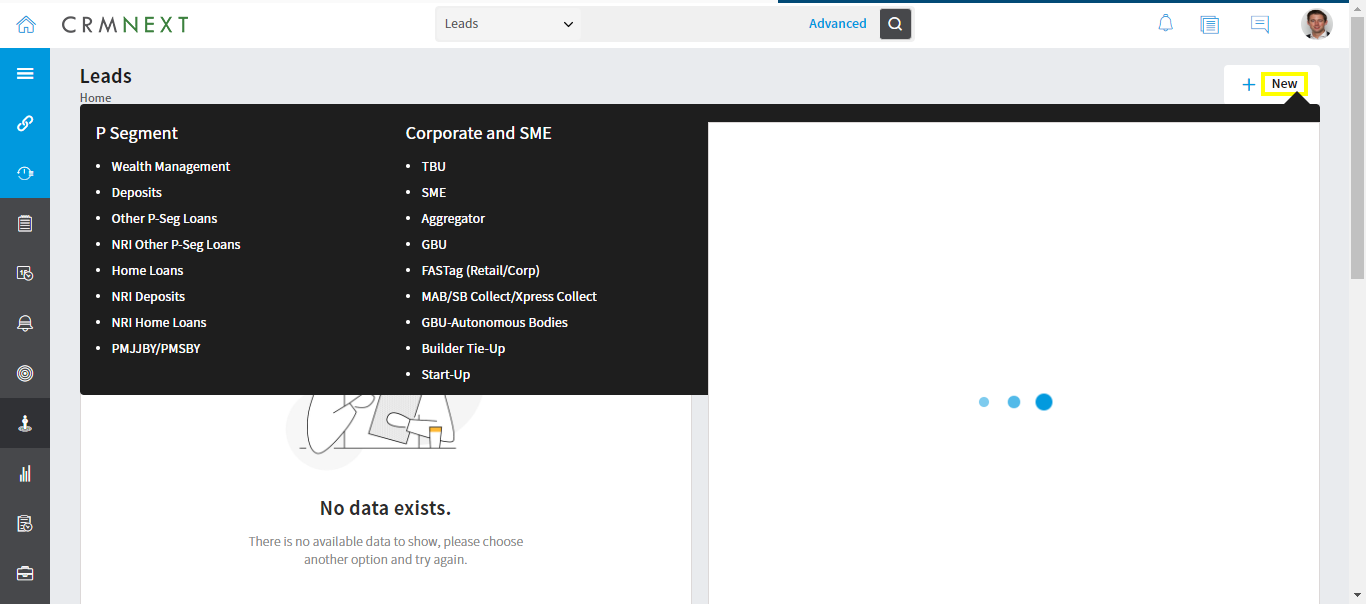 CRMNEXT
Leads
Advanced
Leads
Home
New
P Segment
Wealth Management
Deposits
Other P-Seg Loans
NRI Other P-Seg Loans
Home Loans
NRI Deposits
NRI Home Loans
PMJJBY/PMSBY
Corporate and SME
TBU
SME
Aggregator
GBU
FASTag (Retail/Corp)
MAB/SB Collect/Xpress Collect
GBU-Autonomous Bodies
Builder Tie-Up
Start-Up
No data exists.
There is no available data to show, please choose
another option and try again.